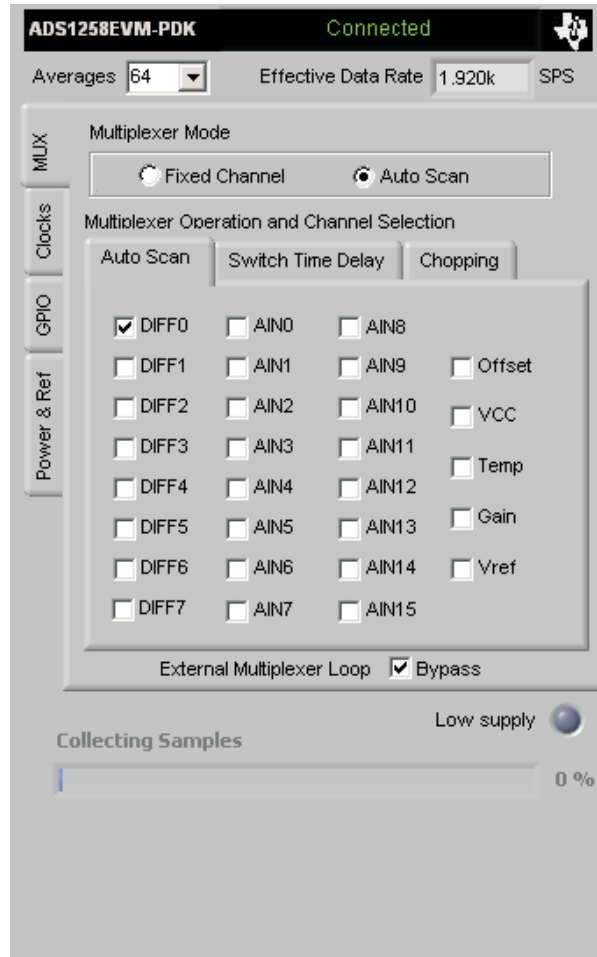 ADS1258EVM-PDK Connected
Averages 64 Effective Data Rate 1.920k SPS
MUX
Clocks
GPIO
Power & Ref
Multiplexer Mode
Fixed Channel Auto Scan
Multiplexer Operation and Channel Selection
Auto Scan Switch Time Delay Chopping
DIFF0 AIN0 AIN8
DIFF1 AIN1 AIN9 Offset
DIFF2 AIN2 AIN10 VCC
DIFF3 AIN3 AIN11
Temp
DIFF4 AIN4 AIN12
DIFF5 AIN5 AIN13 Gain
DIFF6 AIN6 AIN14 Vref
DIFF7 AIN7 AIN15
External Multiplexer Loop Bypass
Low supply
Collecting Samples
0 %